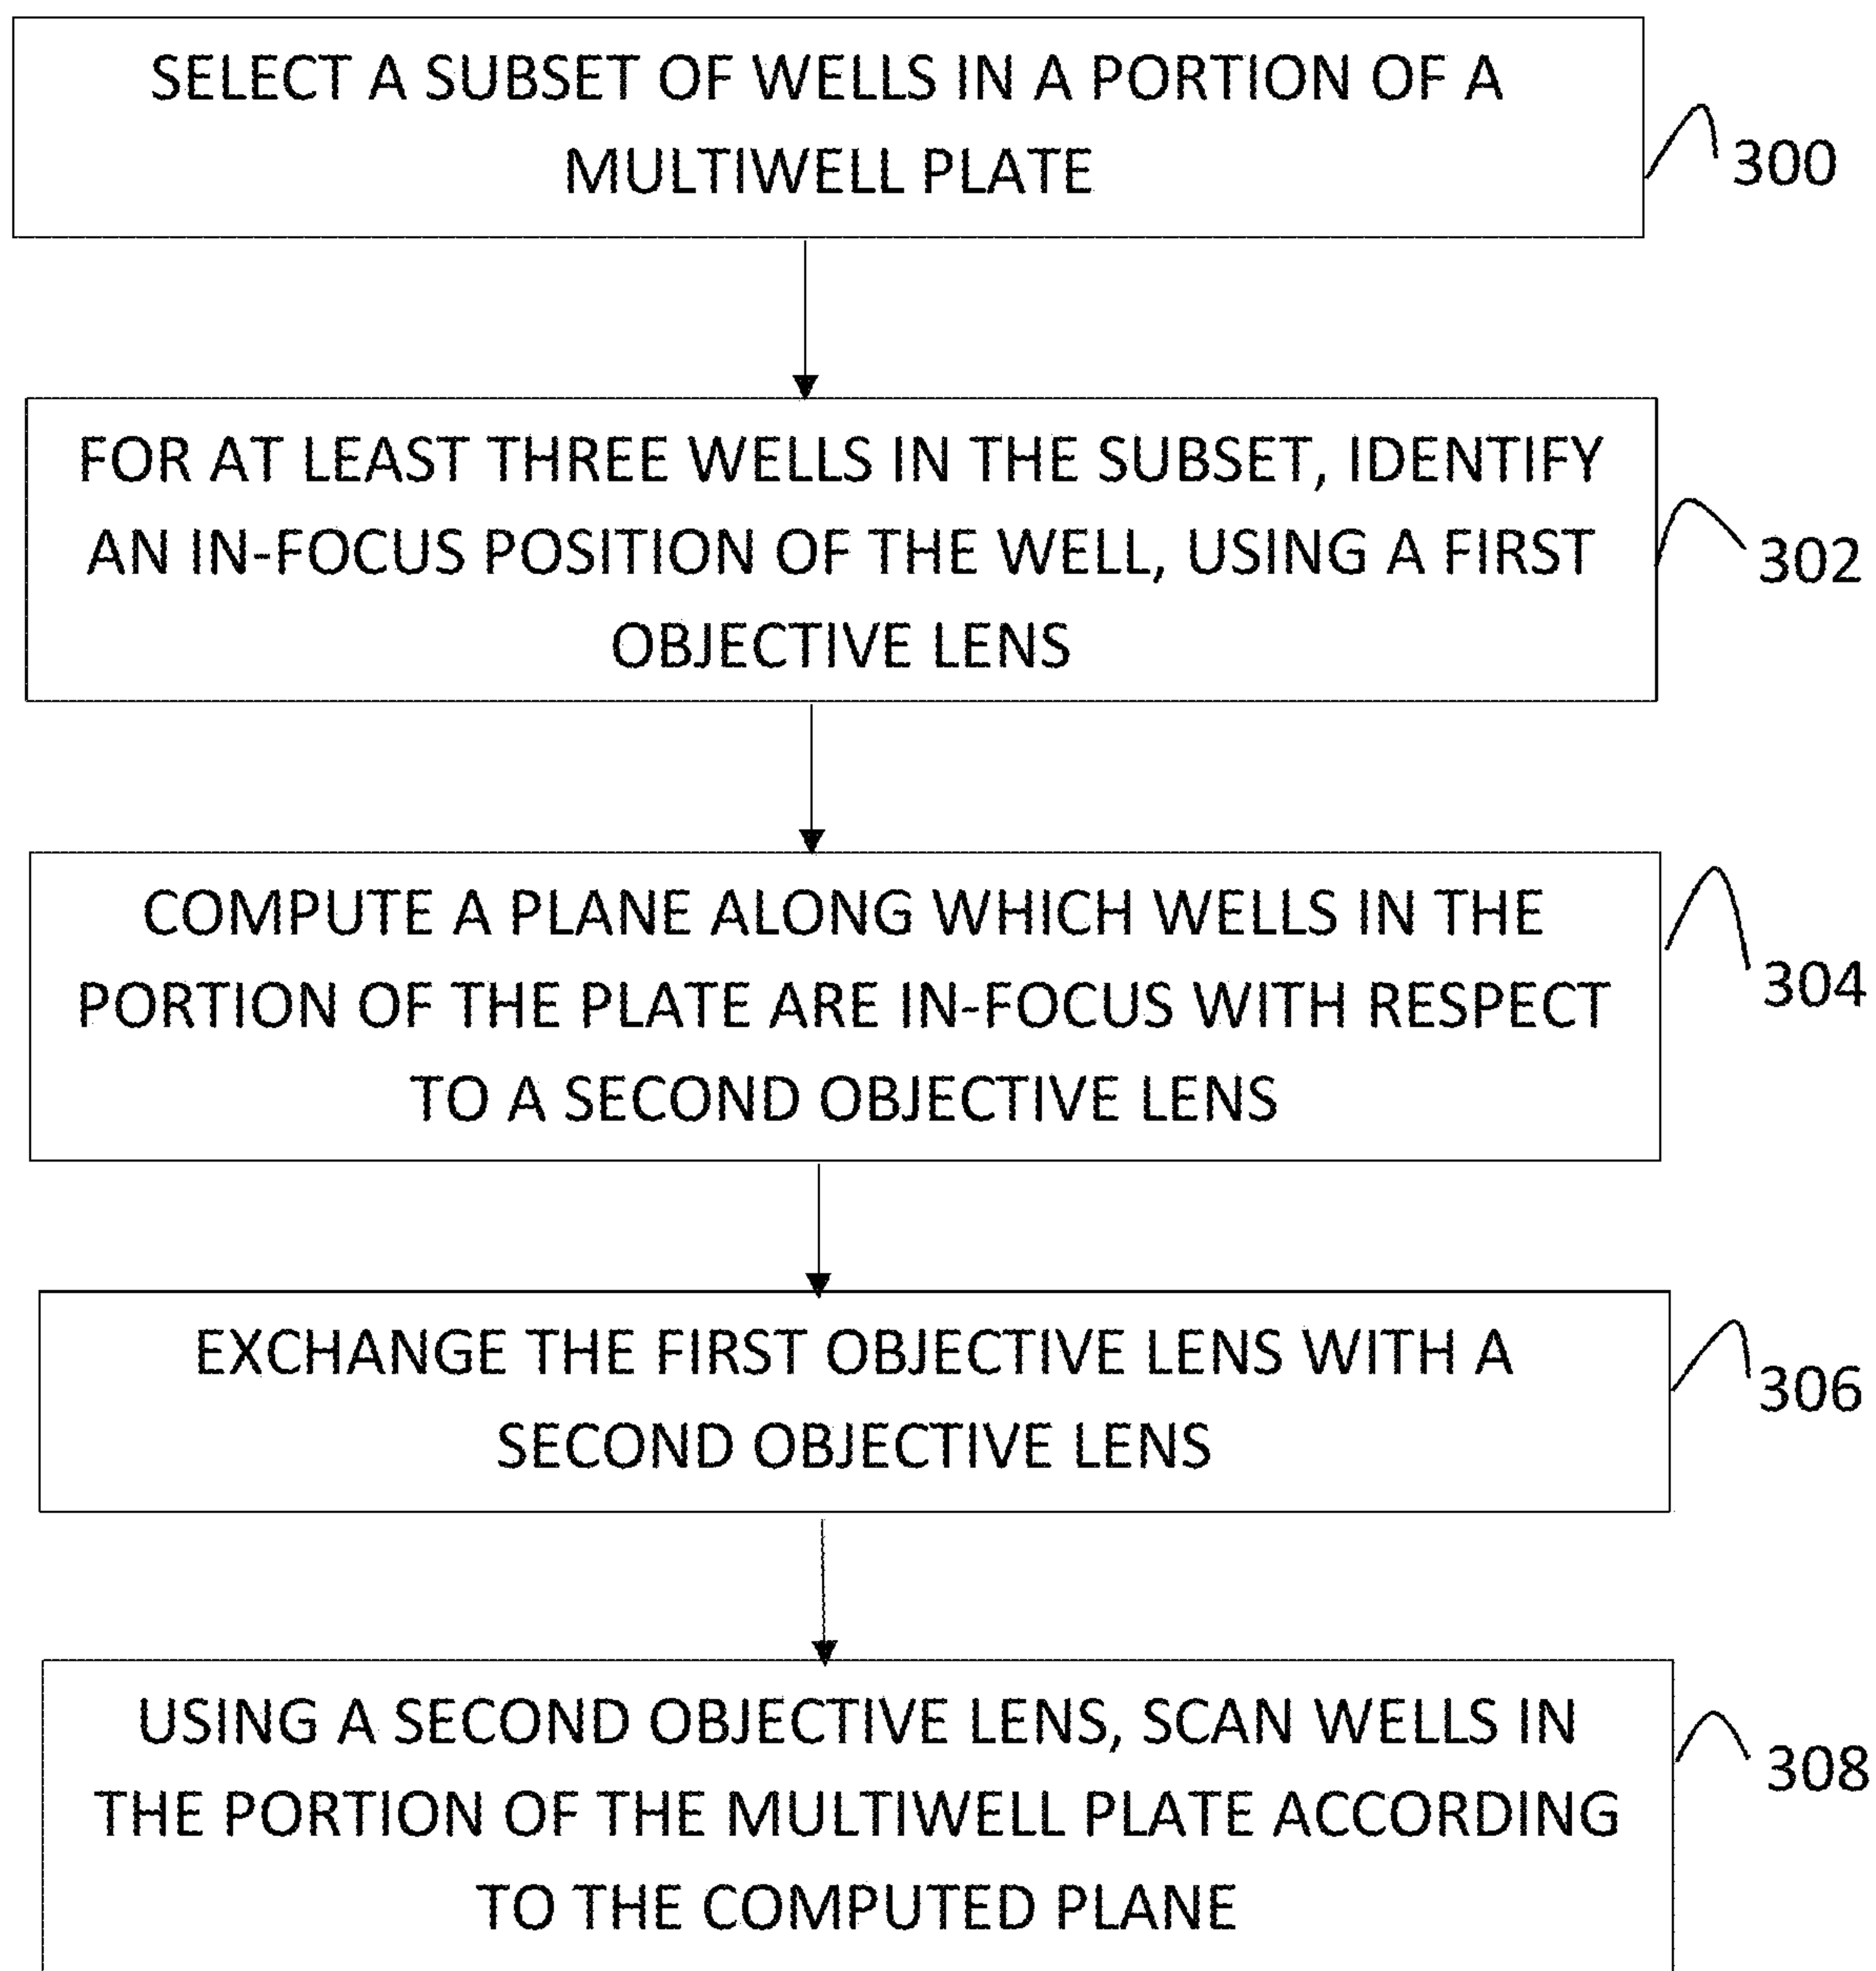 SELECT A SUBSET OF WELLS IN A PORTION OF A
MULTIWELL PLATE
300
FOR AT LEAST THREE WELLS IN THE SUBSET, IDENTIFY
AN IN-FOCUS POSITION OF THE WELL, USING A FIRST
OBJECTIVE LENS
302
COMPUTE A PLANE ALONG WHICH WELLS IN THE
PORTION OF THE PLATE ARE IN-FOCUS WITH RESPECT
TO A SECOND OBJECTIVE LENS
304
EXCHANGE THE FIRST OBJECTIVE LENS WITH A
SECOND OBJECTIVE LENS
306
USING A SECOND OBJECTIVE LENS, SCAN WELLS IN
THE PORTION OF THE MULTIWELL PLATE ACCORDING
TO THE COMPUTED PLANE
308